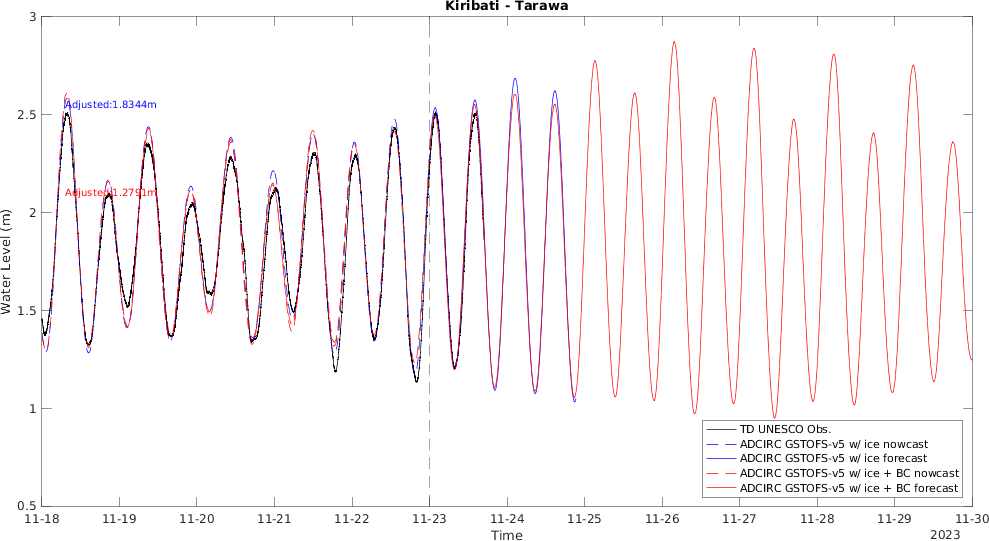 Kiribati - Tarawa
3
2.5
2
1.5
1
0.5
Water Level (m)
Adjusted:1.8344m
Adjusted:1.2791m
TD UNESCO Obs.
ADCIRC GSTOFS-v5 w/ ice nowcast
ADCIRC GSTOFS-v5 w/ ice forecast
ADCIRC GSTOFS-v5 w/ ice + BC nowcast
ADCIRC GSTOFS-v5 w/ ice + BC forecast
11-18 11-19 11-20 11-21 11-22 11-23 11-24 11-25 11-26 11-27 11-28 11-29 11-30
Time
2023